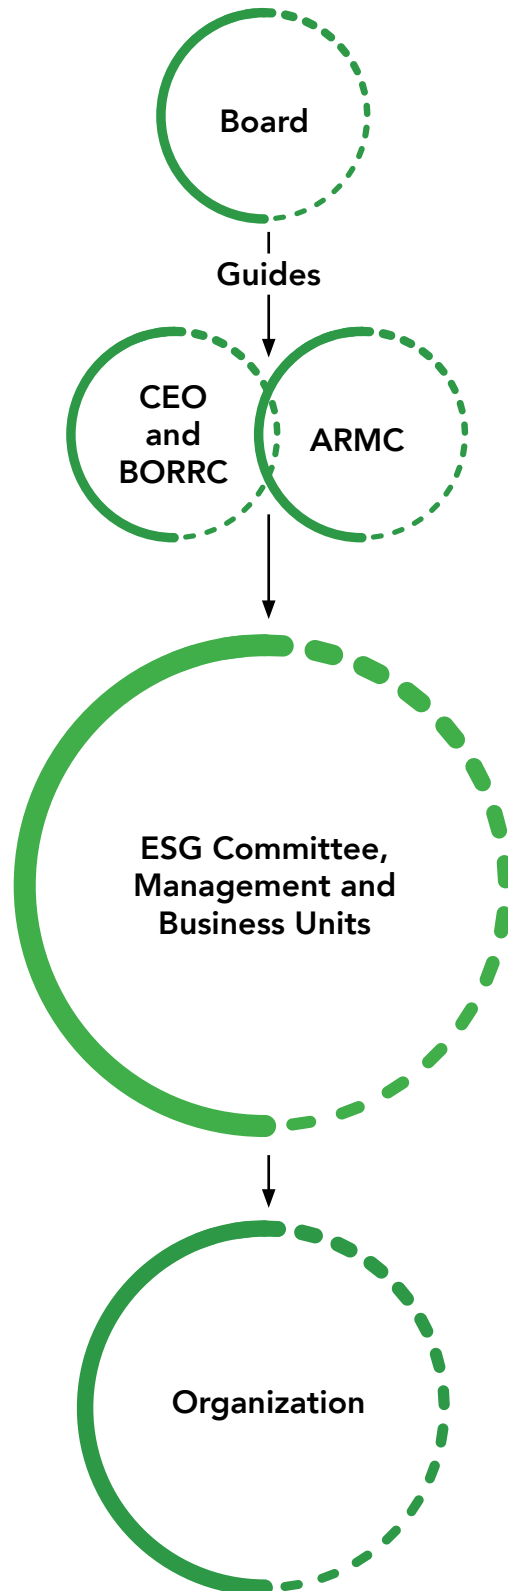 Board
Guides
CEO
and
BORRC
ARMC
ESG Committee,
Management and
Business Units
Organization